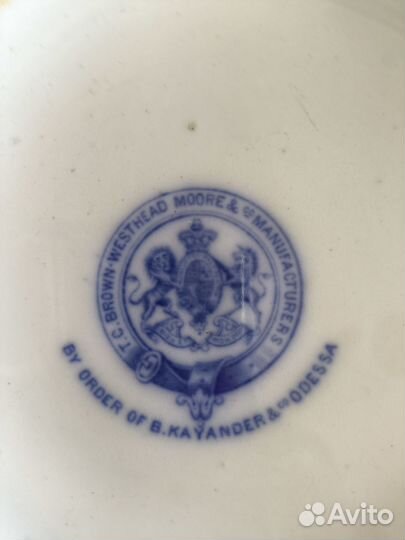 T.C. BROWN-WESTHEAD MOORE & Co MANUFACTURERS
BY ORDER OF B. KAYANDER & Co ODESSA
Avito